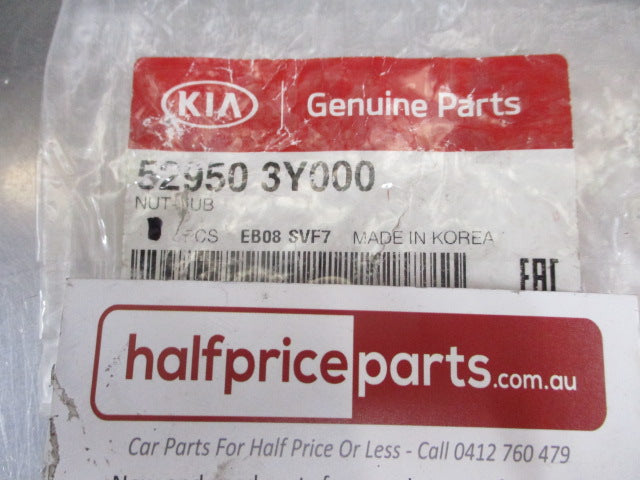 KIA Genuine Parts
52950 3Y000
NUT-HUB
PCS EB08 SVF7 MADE IN KOREA
EAC
halfpriceparts.com.au
Car Parts For Half Price Or Less - Call 0412 760 479